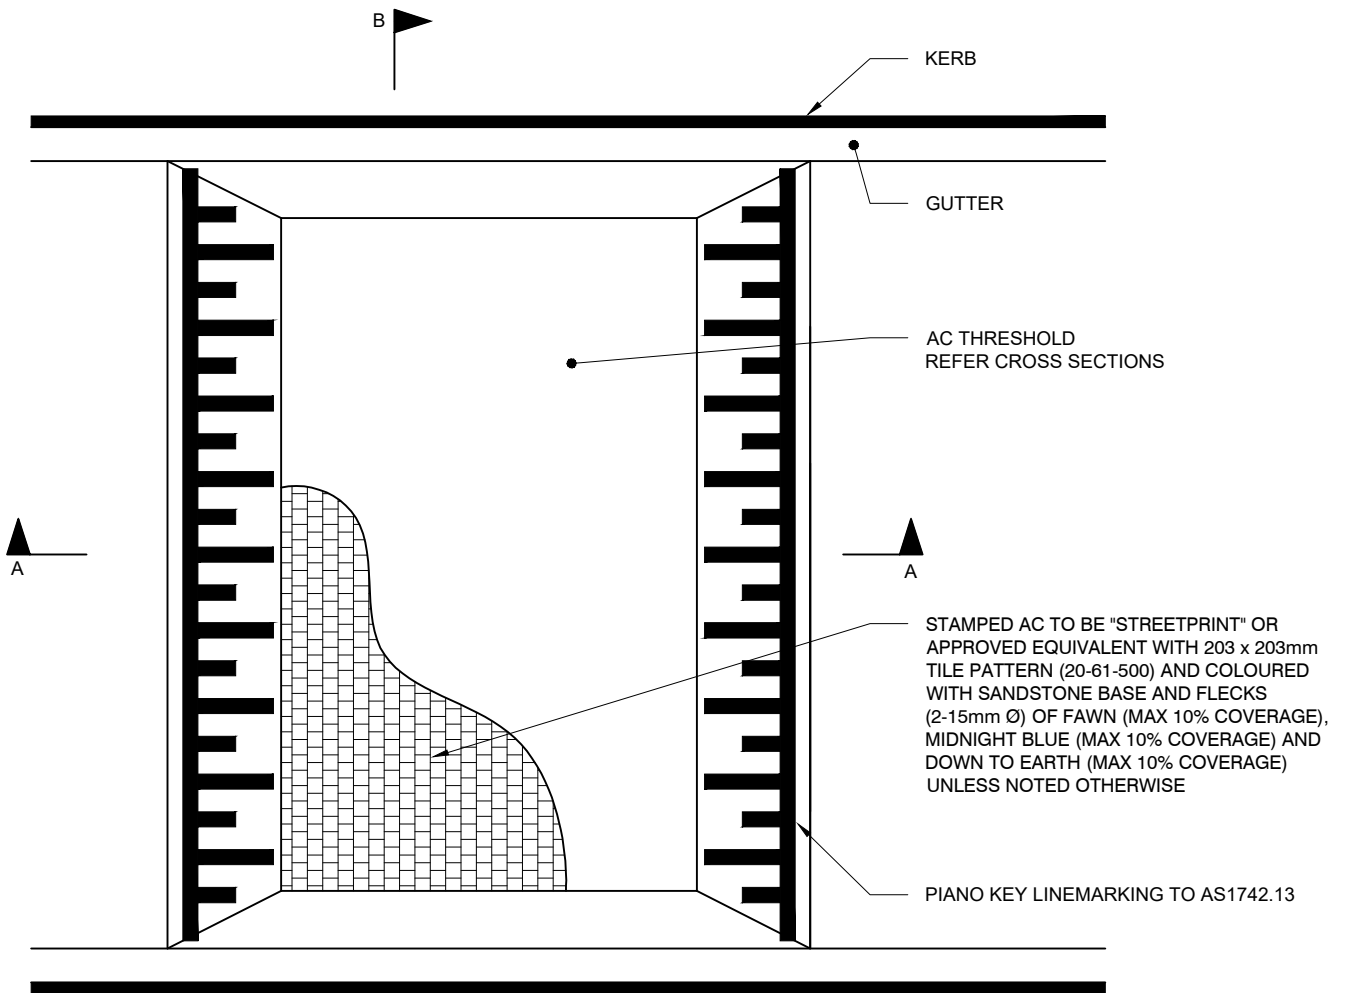 B
KERB
GUTTER
AC THRESHOLD
REFER CROSS SECTIONS
A
A
STAMPED AC TO BE "STREETPRINT" OR
APPROVED EQUIVALENT WITH 203 x 203mm
TILE PATTERN (20-61-500) AND COLOURED
WITH SANDSTONE BASE AND FLECKS
(2-15mm Ø) OF FAWN (MAX 10% COVERAGE),
MIDNIGHT BLUE (MAX 10% COVERAGE) AND
DOWN TO EARTH (MAX 10% COVERAGE)
UNLESS NOTED OTHERWISE
PIANO KEY LINEMARKING TO AS1742.13